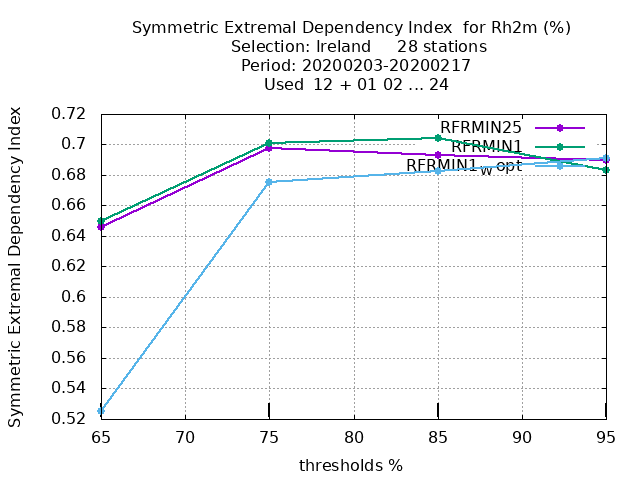 Symmetric Extremal Dependency Index for Rh2m (%)
Selection: Ireland 28 stations
Period: 20200203-20200217
Used 12 + 01 02 ... 24
Symmetric Extremal Dependency Index
0.72
0.7
0.68
0.66
0.64
0.62
0.6
0.58
0.56
0.54
0.52
RFRMIN25
RFRMIN1
RFRMIN1w opt
65 70 75 80 85 90 95
thresholds %